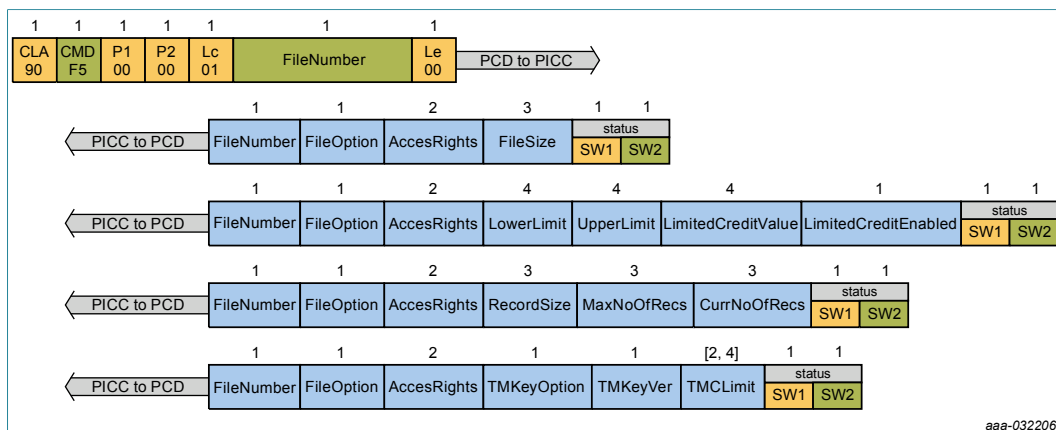 1 1 1 1 1 1 1
CLA CMD P1 P2 Lc FileNumber Le
90 F5 00 00 01 00
PCD to PICC
1 1 2 3 1 1
PICC to PCD FileNumber FileOption AccesRights FileSize status
SW1 SW2
1 1 2 4 4 4 1 1 1
PICC to PCD FileNumber FileOption AccesRights LowerLimit UpperLimit LimitedCreditValue LimitedCreditEnabled status
SW1 SW2
1 1 2 3 3 3 1 1
PICC to PCD FileNumber FileOption AccesRights RecordSize MaxNoOfRecs CurrNoOfRecs status
SW1 SW2
1 1 2 1 1 [2, 4] 1 1
PICC to PCD FileNumber FileOption AccesRights TMKeyOption TMKeyVer TMCLimit status
SW1 SW2
aaa-032206